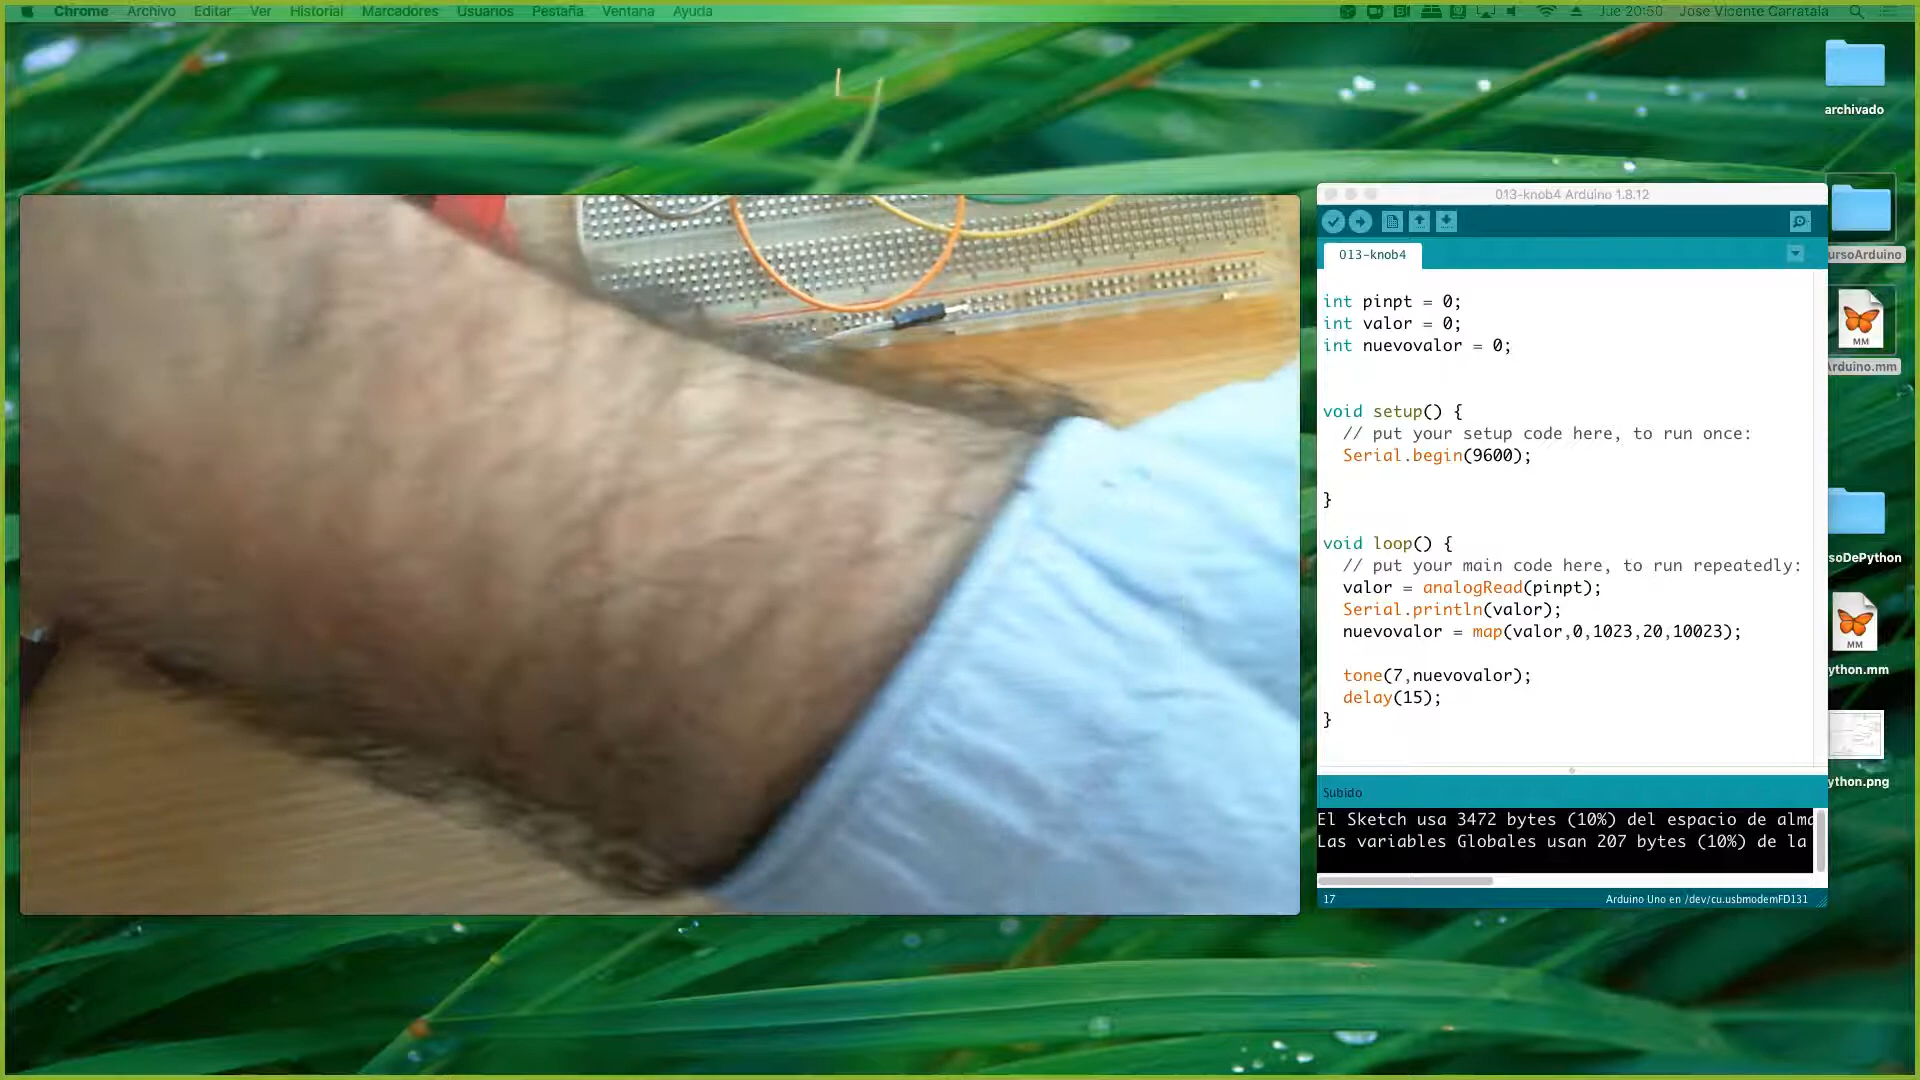 Chrome Archivo Editar Ver Historial Marcadores Usuarios Pestaña Ventana Ayuda
Jue 20:50 Jose Vicente Carratala
archivado
013-knob4 Arduino 1.8.12
013-knob4
ursoArduino
int pinpt = 0;
int valor = 0;
int nuevovalor = 0;
MM
Arduino.mm
void setup() {
// put your setup code here, to run once:
Serial.begin(9600);
}
void loop() {
// put your main code here, to run repeatedly:
valor = analogRead(pinpt);
Serial.println(valor);
nuevovalor = map(valor,0,1023,20,10023);
tone(7,nuevovalor);
delay(15);
}
soDePython
MM
ython.mm
ython.png
Subido
El Sketch usa 3472 bytes (10%) del espacio de alma
Las variables Globales usan 207 bytes (10%) de la
17
Arduino Uno en /dev/cu.usbmodemFD131